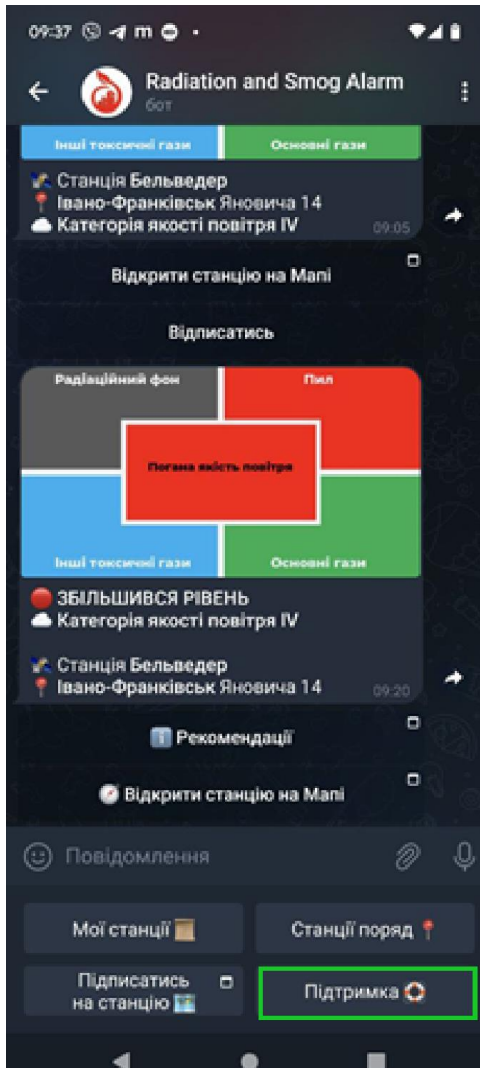 09:37
Radiation and Smog Alarm
бот
Інші токсичні гази
Основні гази
Станція Бельведер
Івано-Франківськ Яновича 14
Категорія якості повітря IV
09:05
Відкрити станцію на Мапі
Відписатись
Радіаційний фон
Пил
Погана якість повітря
Інші токсичні гази
Основні гази
ЗБІЛЬШИВСЯ РІВЕНЬ
Категорія якості повітря IV
Станція Бельведер
Івано-Франківськ Яновича 14
09:20
Рекомендації
Відкрити станцію на Мапі
Повідомлення
Мої станції
Станції поряд
Підписатись
на станцію
Підтримка